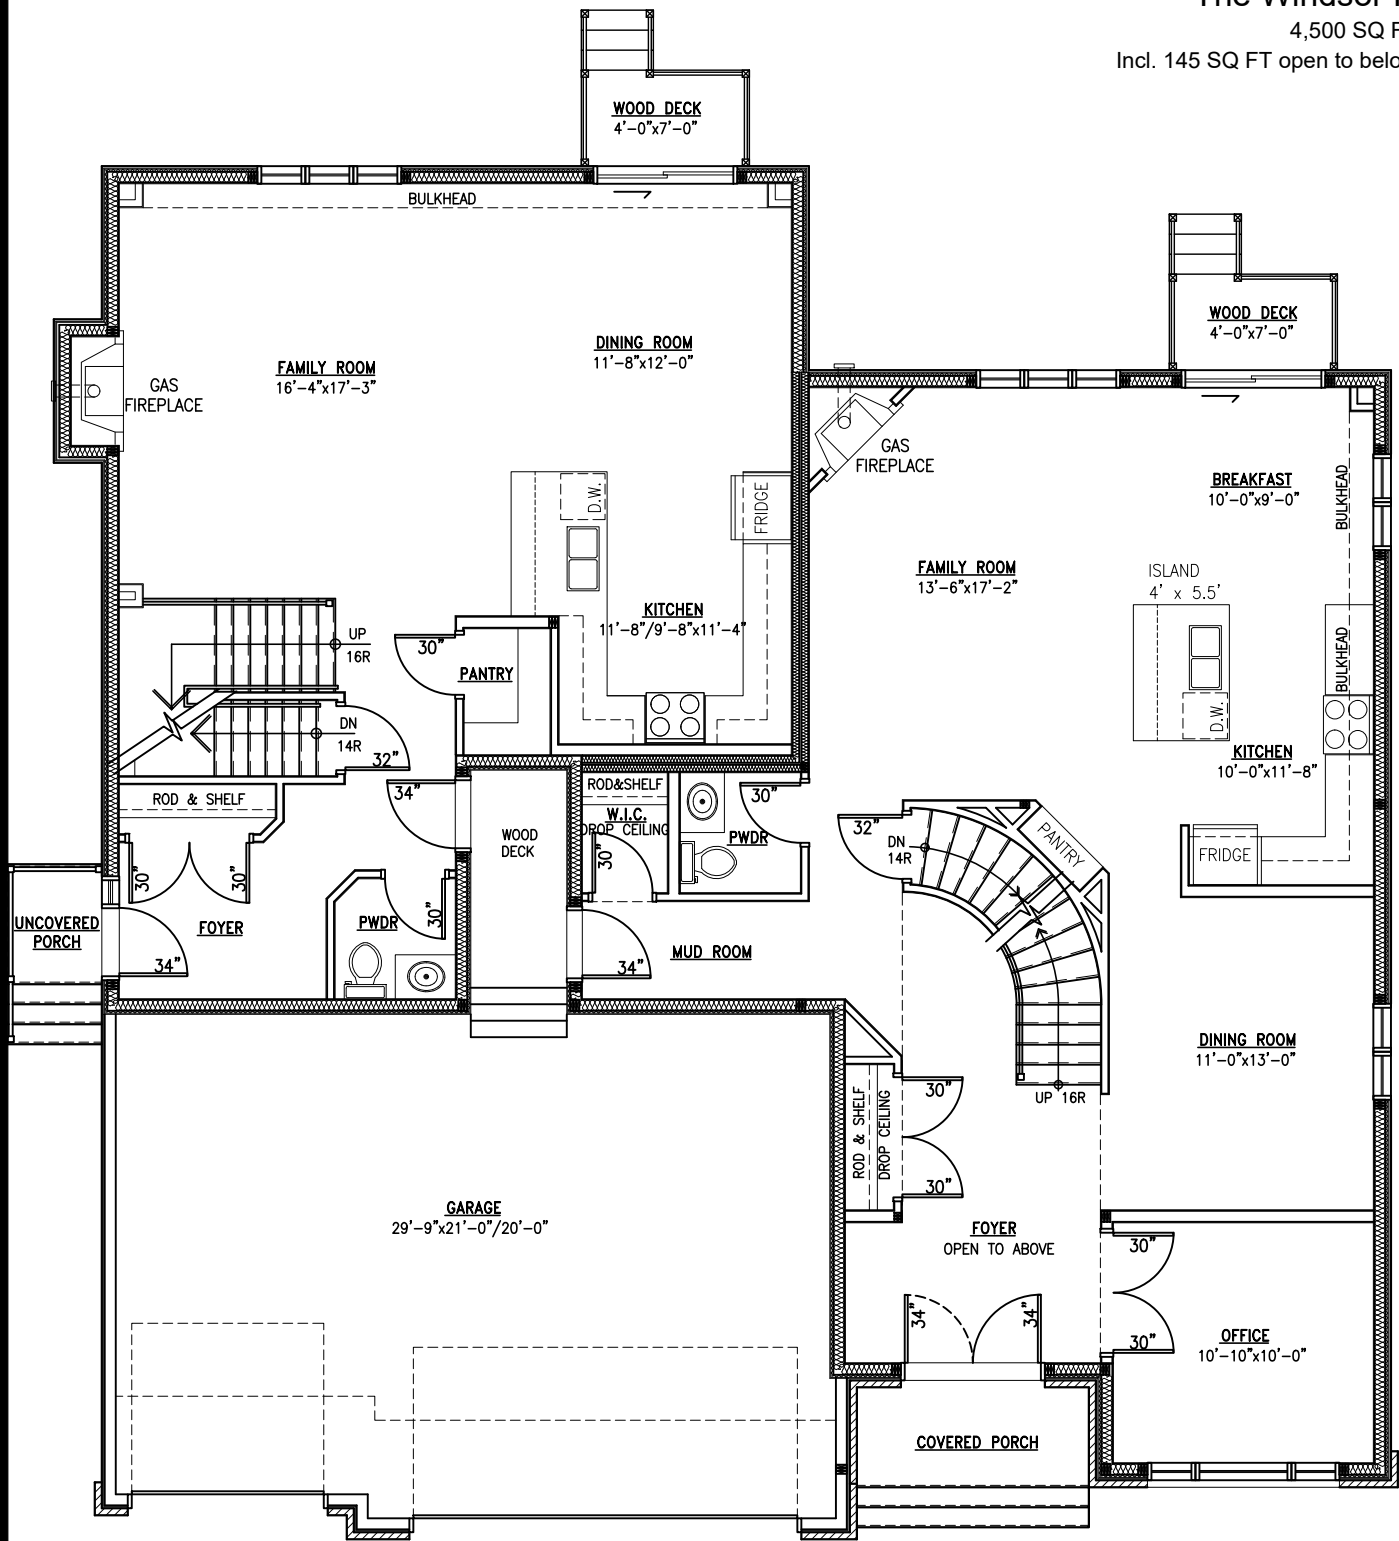 The Windsor
4,500 SQ F
Incl. 145 SQ FT open to belo
WOOD DECK
4'-0"x7'-0"
BULKHEAD
WOOD DECK
4'-0"x7'-0"
DINING ROOM
11'-8"x12'-0"
FAMILY ROOM
16'-4"x17'-3"
GAS
FIREPLACE
GAS
FIREPLACE
BREAKFAST
10'-0"x9'-0"
BULKHEAD
D.W.
FRIDGE
FAMILY ROOM
13'-6"x17'-2"
ISLAND
4' x 5.5'
KITCHEN
11'-8"/9'-8"x11'-4"
UP
16R
30"
PANTRY
BULKHEAD
D.W.
DN
14R
32"
KITCHEN
10'-0"x11'-8"
ROD & SHELF
34"
WOOD
DECK
ROD&SHELF
W.I.C.
DROP CEILING
30"
30"
PWDR
32"
DN
14R
PANTRY
FRIDGE
30"
30"
UNCOVERED
PORCH
FOYER
30"
PWDR
34"
34"
MUD ROOM
DINING ROOM
11'-0"x13'-0"
UP 16R
ROD & SHELF
DROP CEILING
30"
30"
GARAGE
29'-9"x21'-0"/20'-0"
FOYER
OPEN TO ABOVE
30"
34"
34"
30"
OFFICE
10'-10"x10'-0"
COVERED PORCH